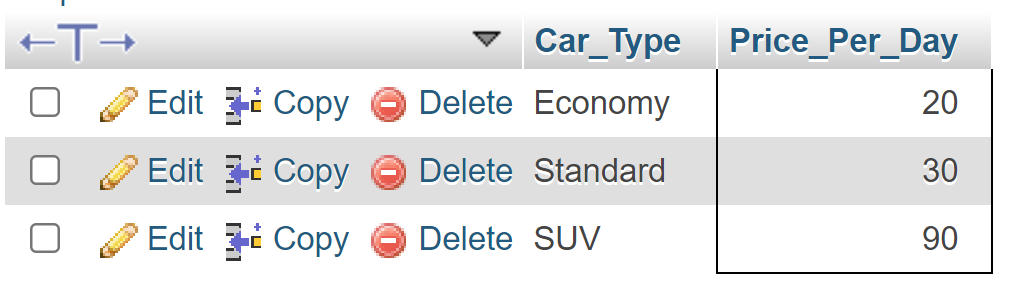 Car_Type Price_Per_Day
Edit Copy Delete Economy 20
Edit Copy Delete Standard 30
Edit Copy Delete SUV 90